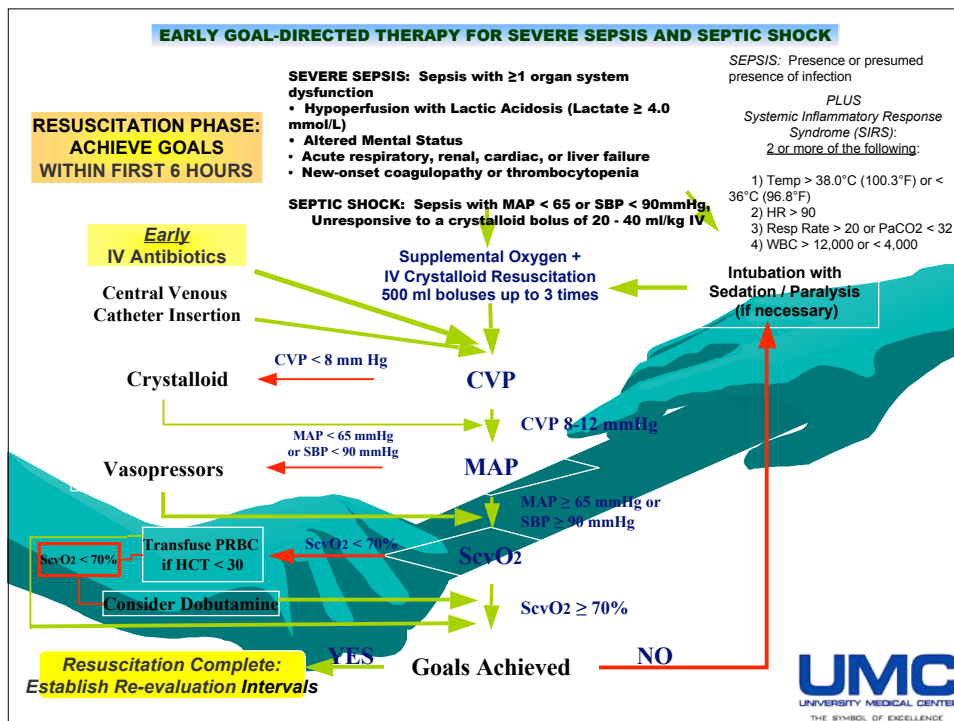 EARLY GOAL-DIRECTED THERAPY FOR SEVERE SEPSIS AND SEPTIC SHOCK
SEPSIS: Presence or presumed
presence of infection
PLUS
Systemic Inflammatory Response
Syndrome (SIRS):
2 or more of the following:
1) Temp > 38.0°C (100.3°F) or <
36°C (96.8°F)
2) HR > 90
3) Resp Rate > 20 or PaCO2 < 32
4) WBC > 12,000 or < 4,000
SEVERE SEPSIS: Sepsis with ≥1 organ system
dysfunction
• Hypoperfusion with Lactic Acidosis (Lactate ≥ 4.0
mmol/L)
• Altered Mental Status
• Acute respiratory, renal, cardiac, or liver failure
• New-onset coagulopathy or thrombocytopenia
SEPTIC SHOCK: Sepsis with MAP < 65 or SBP < 90mmHg,
Unresponsive to a crystalloid bolus of 20 - 40 ml/kg IV
RESUSCITATION PHASE:
ACHIEVE GOALS
WITHIN FIRST 6 HOURS
Early
IV Antibiotics
Central Venous
Catheter Insertion
Supplemental Oxygen +
IV Crystalloid Resuscitation
500 ml boluses up to 3 times
Intubation with
Sedation / Paralysis
(if necessary)
CVP < 8 mm Hg
Crystalloid
CVP
CVP 8-12 mmHg
MAP < 65 mmHg
or SBP < 90 mmHg
Vasopressors
MAP
MAP ≥ 65 mmHg or
SBP ≥ 90 mmHg
ScvO2 < 70%
Transfuse PRBC
if HCT < 30
ScvO2 < 70%
ScvO2
Consider Dobutamine
ScvO2 ≥ 70%
Resuscitation Complete:
Establish Re-evaluation Intervals
YES
Goals Achieved
NO
UMC
UNIVERSITY MEDICAL CENTER
THE SYMBOL OF EXCELLENCE